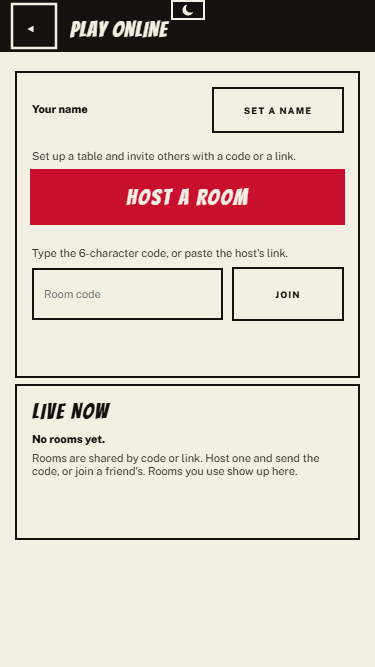 PLAY ONLINE
Your name
SET A NAME
Set up a table and invite others with a code or a link.
HOST A ROOM
Type the 6-character code, or paste the host's link.
Room code
JOIN
LIVE NOW
No rooms yet.
Rooms are shared by code or link. Host one and send the
code, or join a friend's. Rooms you use show up here.